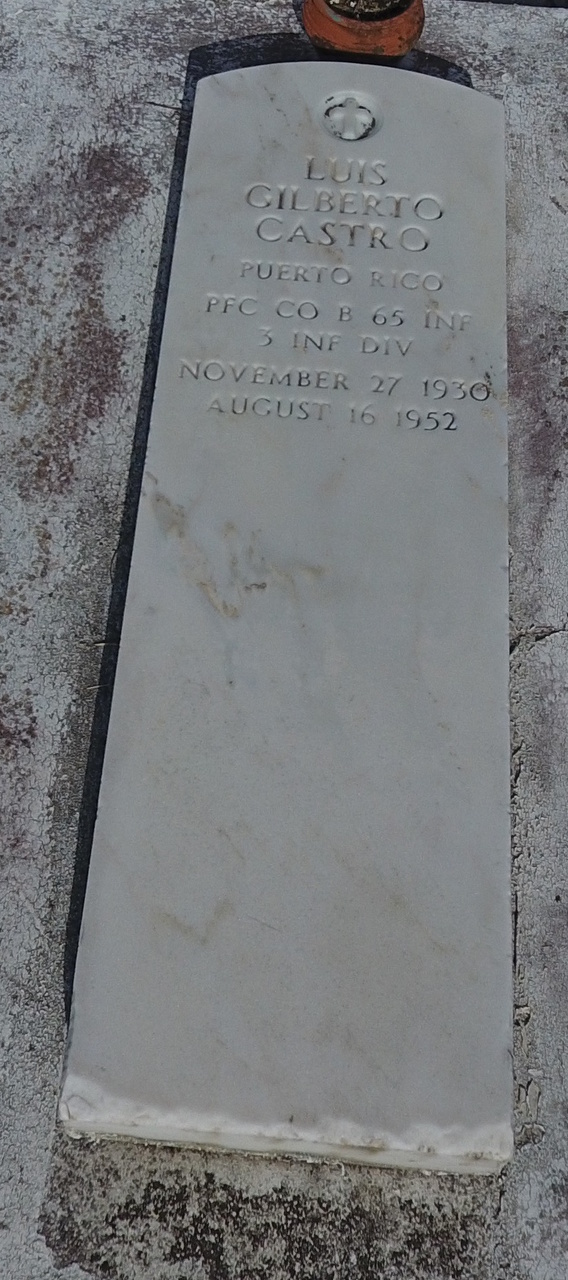 LUIS
GILBERTO
CASTRO
PUERTO RICO
PFC CO B 65 INF
3 INF DIV
NOVEMBER 27 1930
AUGUST 16 1952